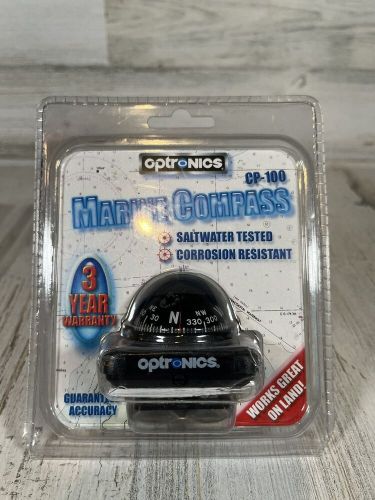 OPTRONICS
CP-100
MARINE COMPASS
SALTWATER TESTED
CORROSION RESISTANT
3
YEAR
WARRANTY
30 N 330 300
NW
OPTRONICS
ACCURACY
WORKS GREAT
ON LAND!